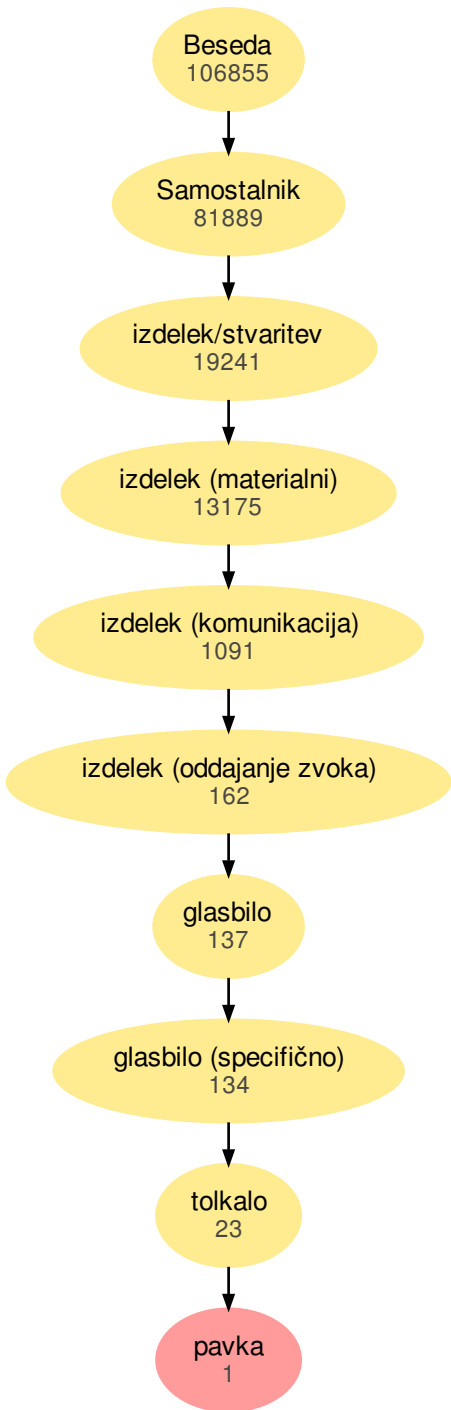 Beseda
106855
Samostalnik
81889
izdelek/stvaritev
19241
izdelek (materialni)
13175
izdelek (komunikacija)
1091
izdelek (oddajanje zvoka)
162
glasbilo
137
glasbilo (specifično)
134
tolkalo
23
pavka
1